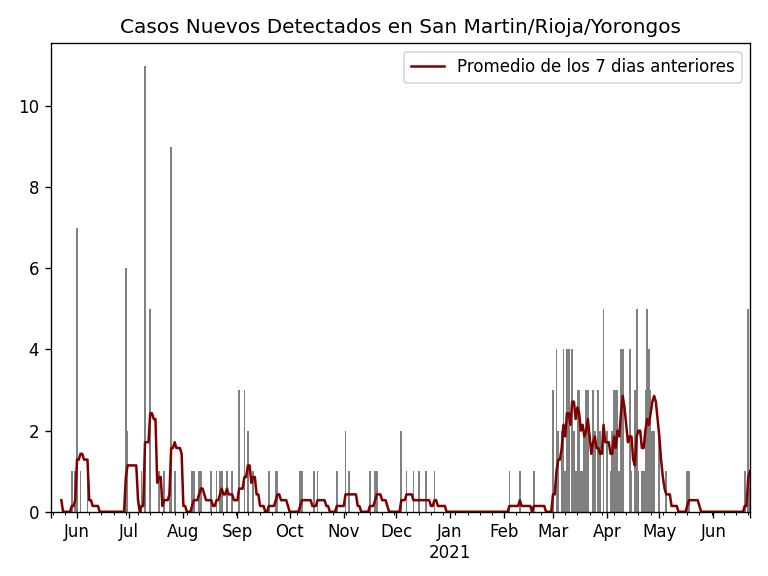 Casos Nuevos Detectados en San Martin/Rioja/Yorongos
Promedio de los 7 dias anteriores
10
8
6
4
2
0
Jun Jul Aug Sep Oct Nov Dec Jan Feb Mar Apr May Jun
2021